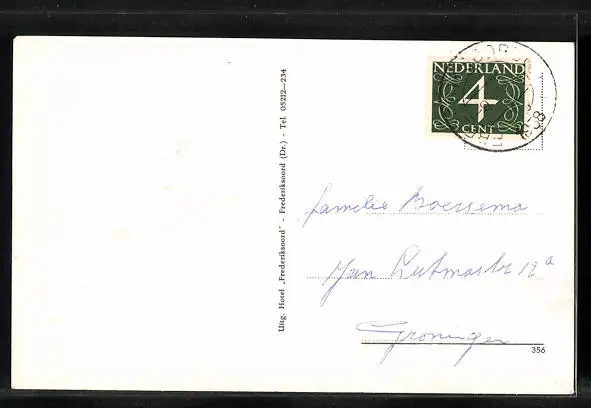 NEDERLAND
4
CENT
Uitg. Hotel „Frederiksoord" - Frederiksoord (Dr.) - Tel. 05212-234
familie Boersema
Jan Lutmastr 12a
Groningen
356